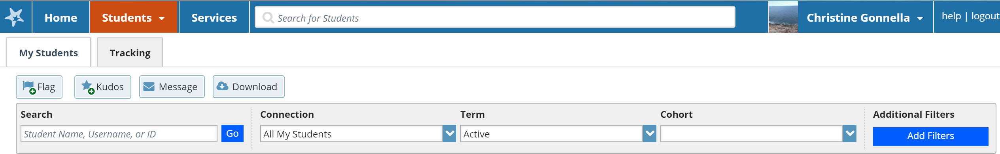 Home Students Services Search for Students Christine Gonnella help | logout
My Students Tracking
Flag Kudos Message Download
Search Connection Term Cohort Additional Filters
Student Name, Username, or ID Go All My Students Active Add Filters